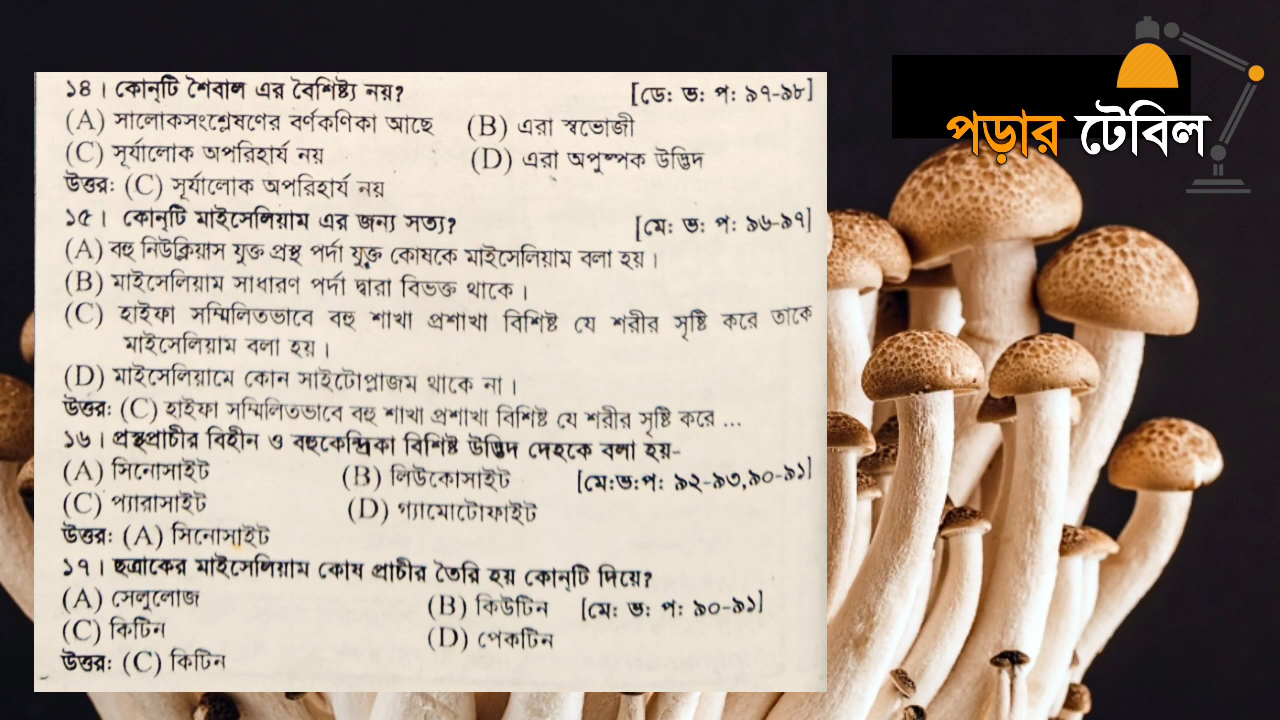 পড়ার টেবিল
১৪। কোন্‌টি শৈবাল এর বৈশিষ্ট্য নয়? [ডে: ভ: প: ৯৭-৯৮]
(A) সালোকসংশ্লেষণের বর্ণকণিকা আছে (B) এরা স্বভোজী
(C) সূর্যালোক অপরিহার্য নয় (D) এরা অপুষ্পক উদ্ভিদ
উত্তর: (C) সূর্যালোক অপরিহার্য নয়
১৫। কোন্‌টি মাইসেলিয়াম এর জন্য সত্য? [মে: ভ: প: ৯৬-৯৭]
(A) বহু নিউক্লিয়াস যুক্ত প্রস্থ পর্দা যুক্ত কোষকে মাইসেলিয়াম বলা হয়।
(B) মাইসেলিয়াম সাধারণ পর্দা দ্বারা বিভক্ত থাকে।
(C) হাইফা সম্মিলিতভাবে বহু শাখা প্রশাখা বিশিষ্ট যে শরীর সৃষ্টি করে তাকে
মাইসেলিয়াম বলা হয়।
(D) মাইসেলিয়ামে কোন সাইটোপ্লাজম থাকে না।
উত্তর: (C) হাইফা সম্মিলিতভাবে বহু শাখা প্রশাখা বিশিষ্ট যে শরীর সৃষ্টি করে ...
১৬। প্রস্থপ্রাচীর বিহীন ও বহুকেন্দ্রিকা বিশিষ্ট উদ্ভিদ দেহকে বলা হয়-
(A) সিনোসাইট (B) লিউকোসাইট [মে:ভ:প: ৯২-৯৩,৯০-৯১]
(C) প্যারাসাইট (D) গ্যামোটোফাইট
উত্তর: (A) সিনোসাইট
১৭। ছত্রাকের মাইসেলিয়াম কোষ প্রাচীর তৈরি হয় কোন্‌টি দিয়ে?
(A) সেলুলোজ (B) কিউটিন [মে: ভ: প: ৯০-৯১]
(C) কিটিন (D) পেকটিন
উত্তর: (C) কিটিন